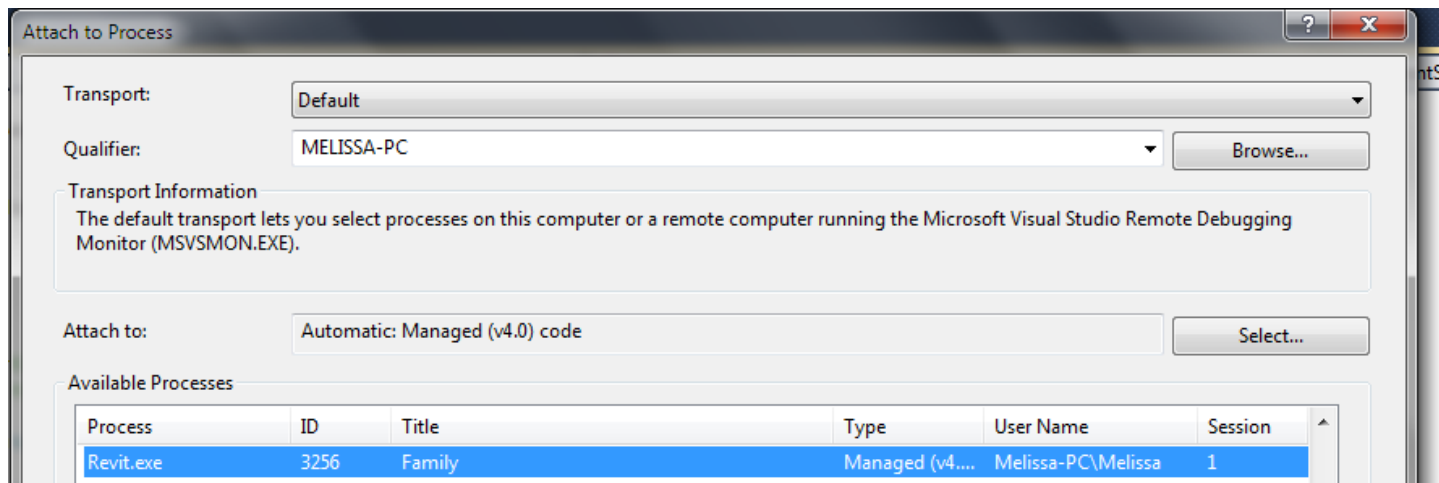 Attach to Process
?
X
Transport:
Default
Qualifier:
MELISSA-PC
Browse...
Transport Information
The default transport lets you select processes on this computer or a remote computer running the Microsoft Visual Studio Remote Debugging
Monitor (MSVSMON.EXE).
Attach to:
Automatic: Managed (v4.0) code
Select...
Available Processes
Process ID Title Type User Name Session
Revit.exe 3256 Family Managed (v4.... Melissa-PC\Melissa 1